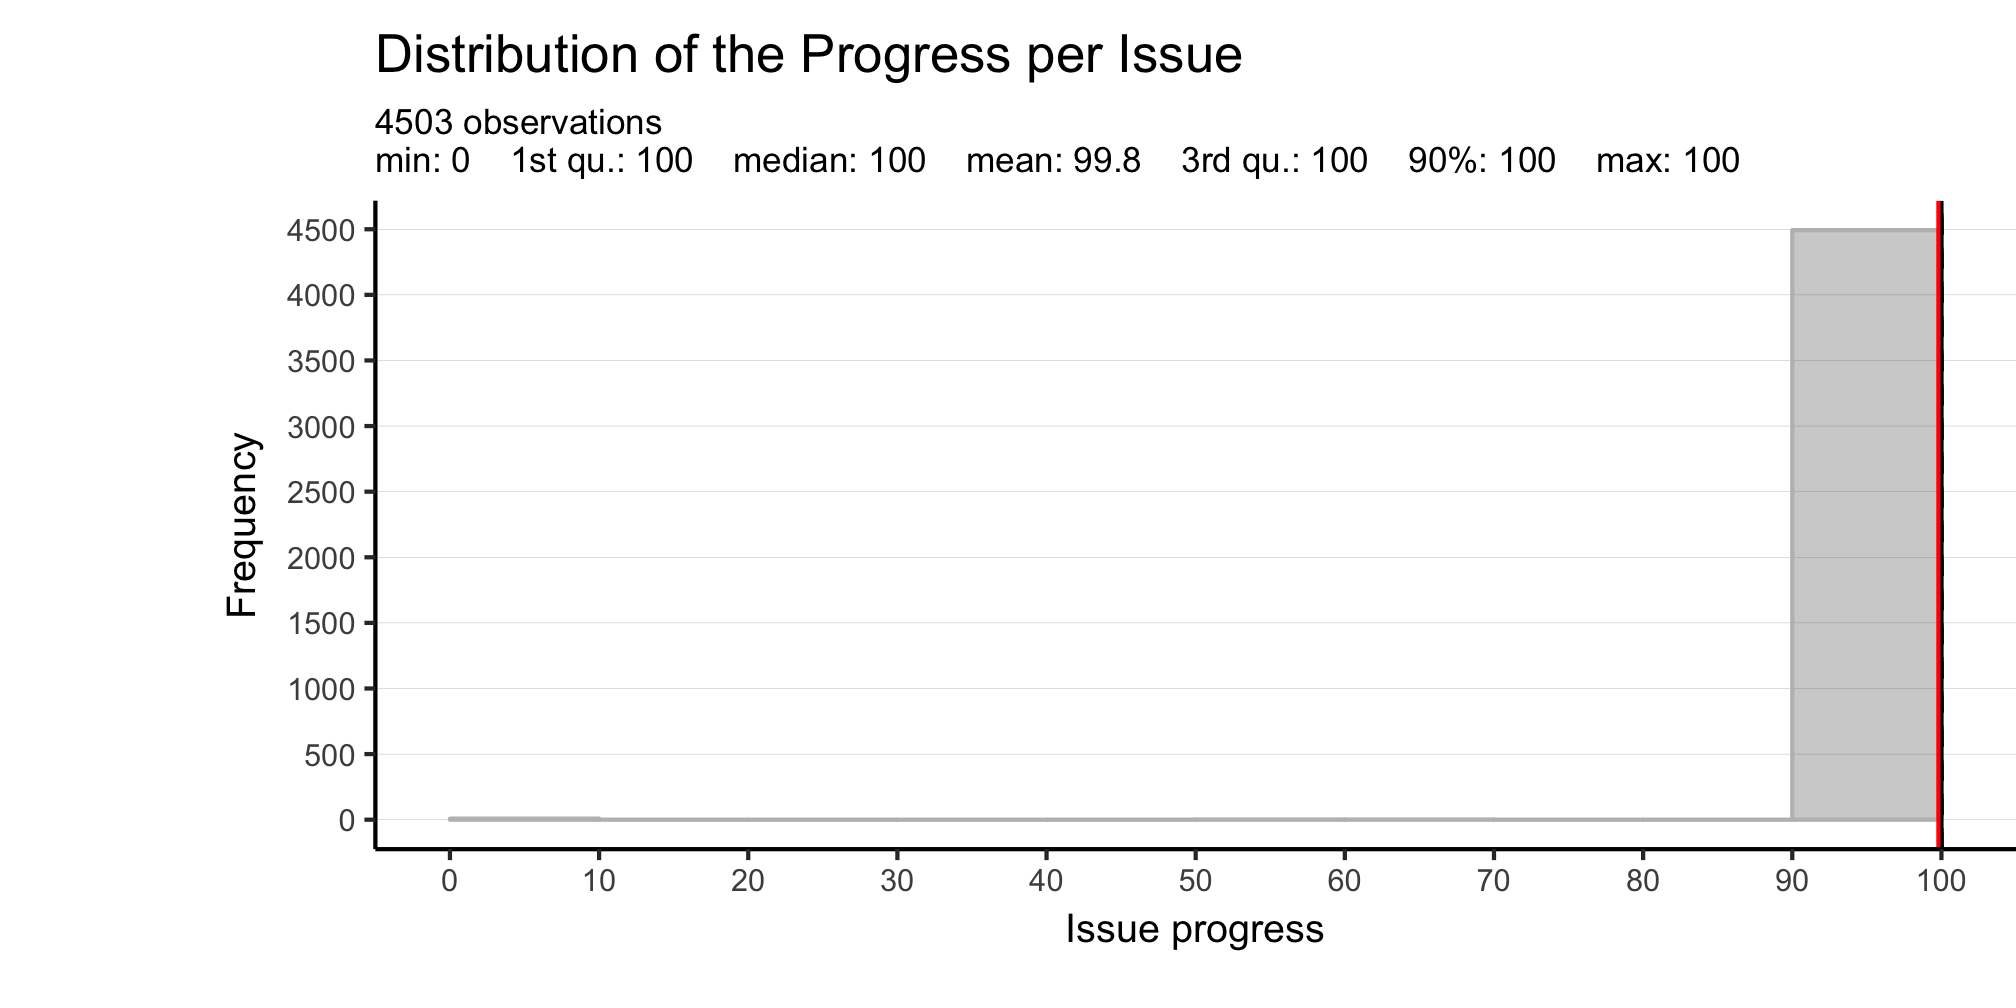 Distribution of the Progress per Issue
4503 observations
min: 0 1st qu.: 100 median: 100 mean: 99.8 3rd qu.: 100 90%: 100 max: 100
Frequency
4500
4000
3500
3000
2500
2000
1500
1000
500
0
0 10 20 30 40 50 60 70 80 90 100
Issue progress